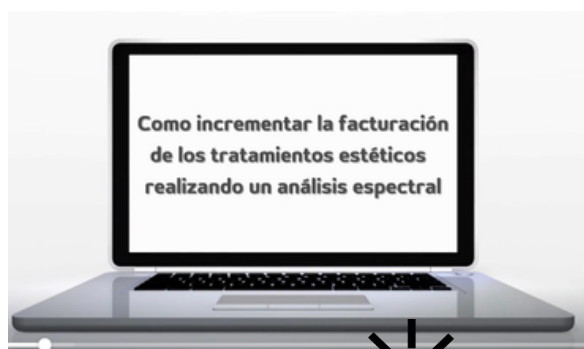 Como incrementar la facturación
de los tratamientos estéticos
realizando un análisis espectral